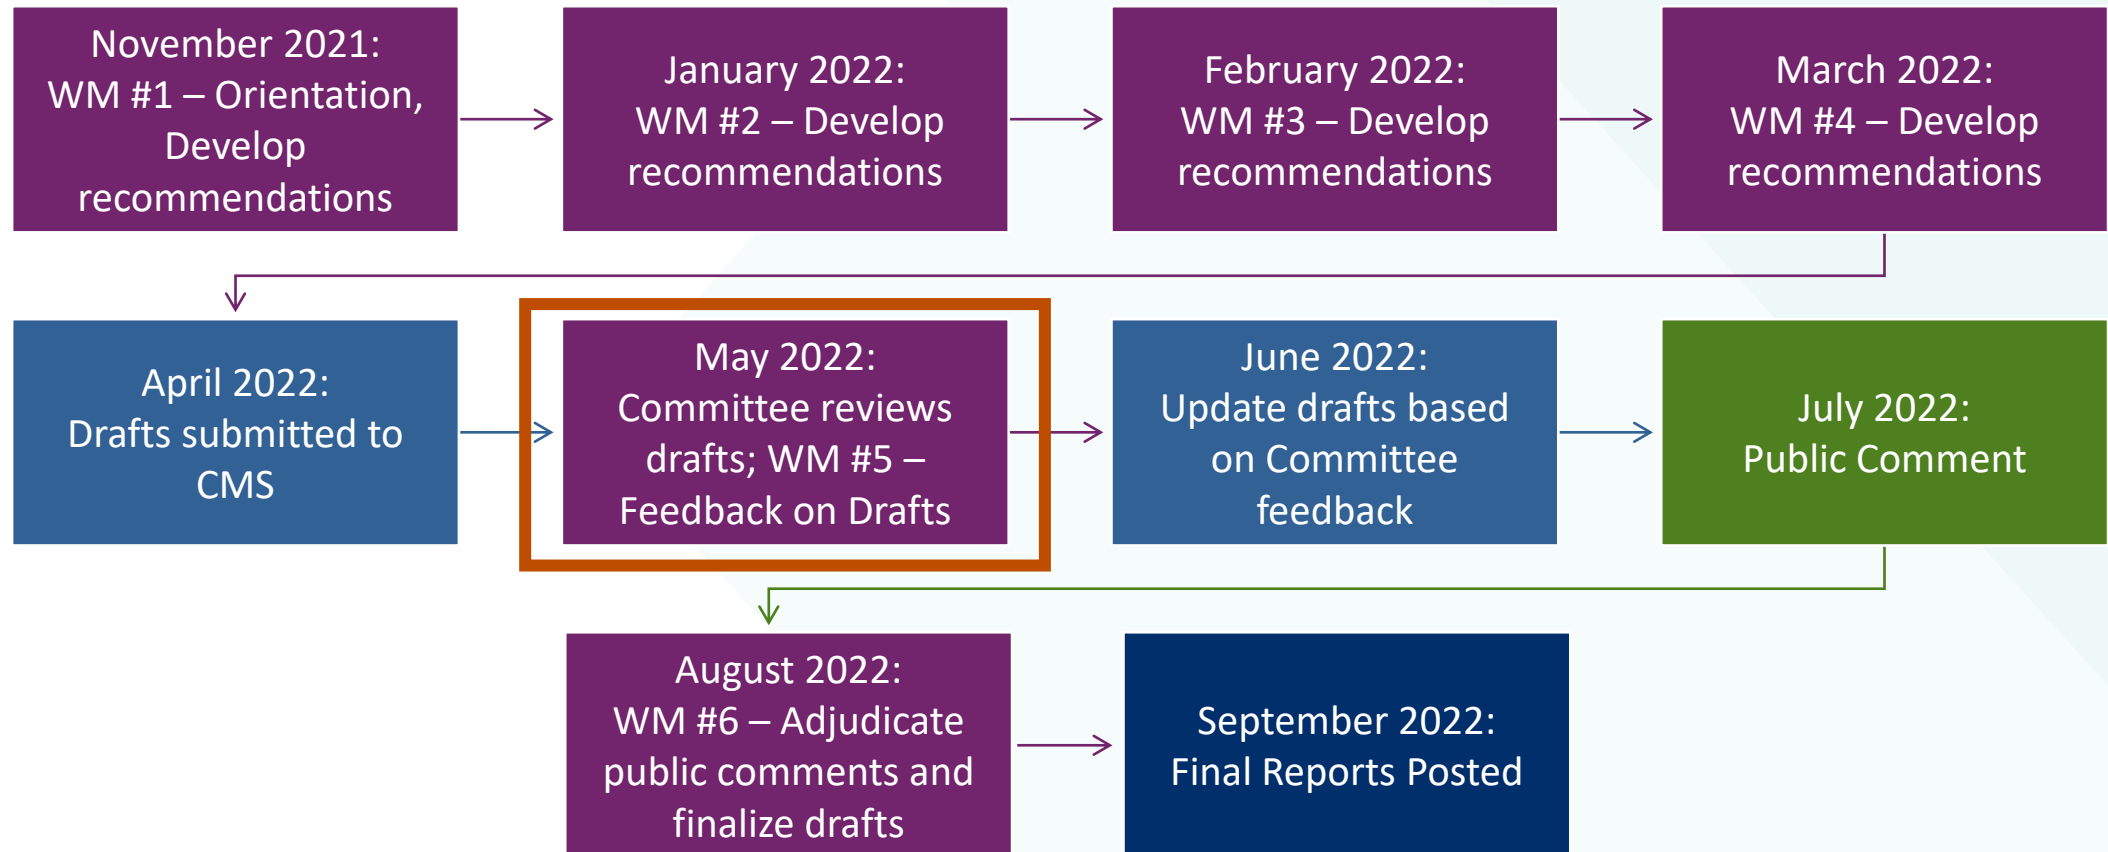 November 2021:
WM #1 – Orientation,
Develop
recommendations
January 2022:
WM #2 – Develop
recommendations
February 2022:
WM #3 – Develop
recommendations
March 2022:
WM #4 – Develop
recommendations
April 2022:
Drafts submitted to
CMS
May 2022:
Committee reviews
drafts; WM #5 –
Feedback on Drafts
June 2022:
Update drafts based
on Committee
feedback
July 2022:
Public Comment
August 2022:
WM #6 – Adjudicate
public comments and
finalize drafts
September 2022:
Final Reports Posted